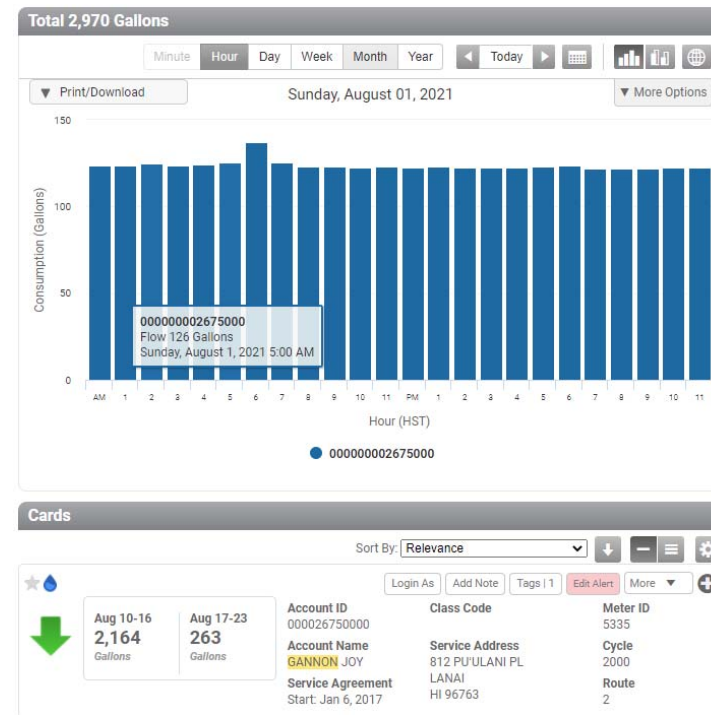 Total 2,970 Gallons
Minute Hour Day Week Month Year Today
Print/Download
Sunday, August 01, 2021
More Options
150
100
50
0
Consumption (Gallons)
000000002675000
Flow 126 Gallons
Sunday, August 1, 2021 5:00 AM
AM 1 2 3 4 5 6 7 8 9 10 11 PM 1 2 3 4 5 6 7 8 9 10 11
Hour (HST)
000000002675000
Cards
Sort By: Relevance
Login As Add Note Tags | 1 Edit Alert More
Aug 10-16
2,164
Gallons
Aug 17-23
263
Gallons
Account ID
000026750000
Account Name
GANNON JOY
Service Agreement
Start: Jan 6, 2017
Class Code
Service Address
812 PU'ULANI PL
LANAI
HI 96763
Meter ID
5335
Cycle
2000
Route
2